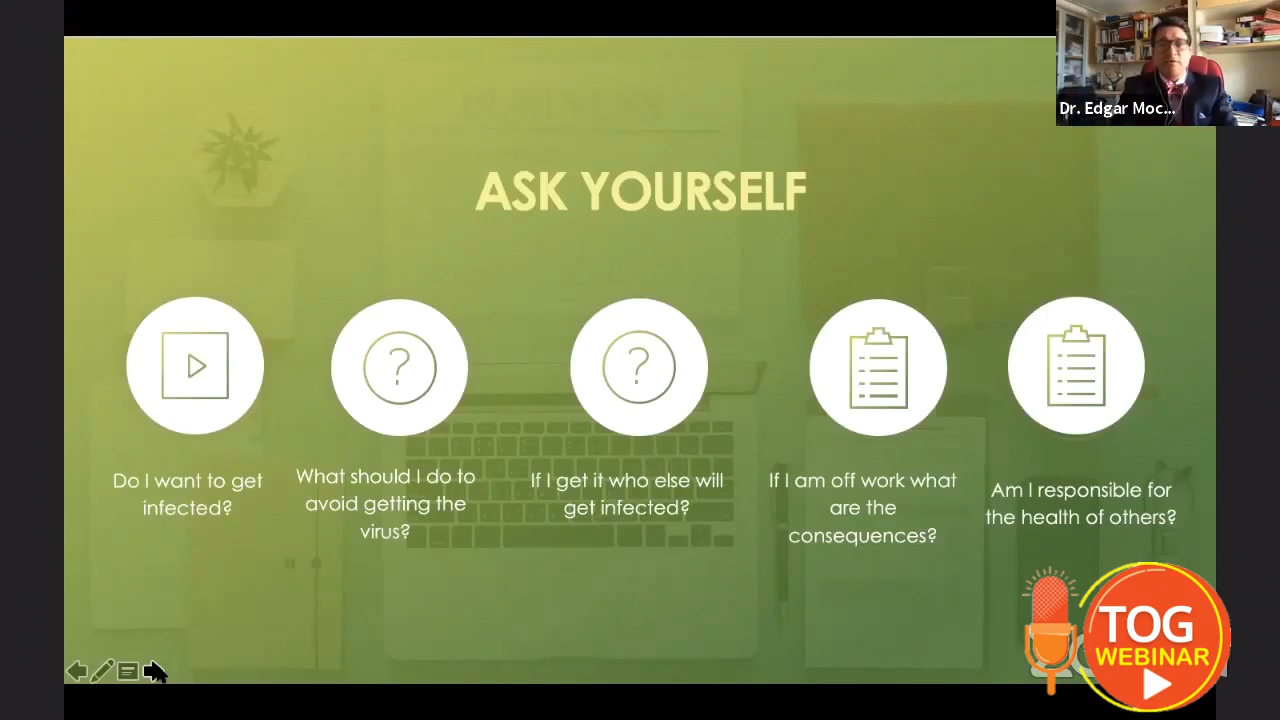 Dr. Edgar Moc...
ASK YOURSELF
Do I want to get
infected?
What should I do to
avoid getting the
virus?
If I get it who else will
get infected?
If I am off work what
are the
consequences?
Am I responsible for
the health of others?
TOG
WEBINAR